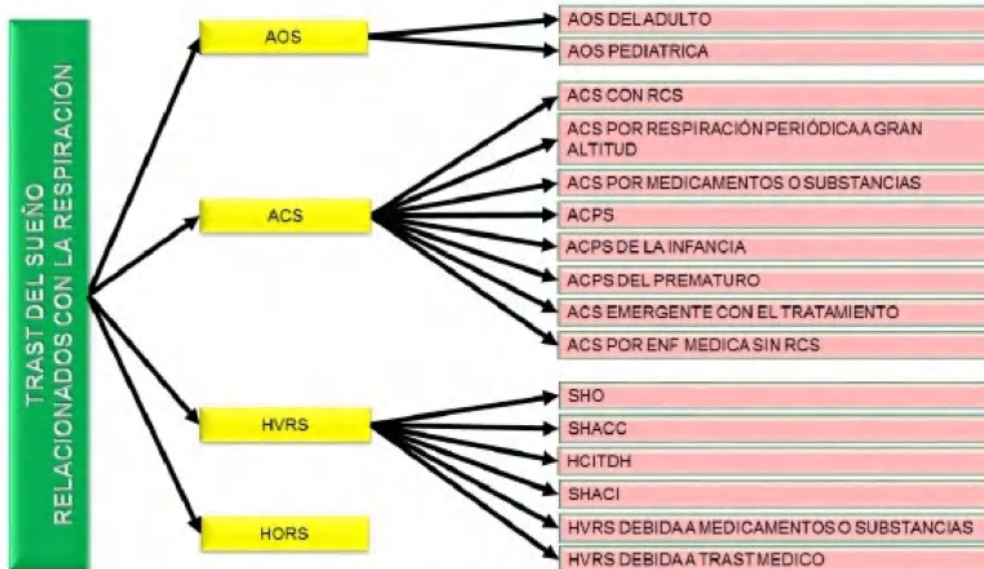 TRAST DEL SUEÑO
RELACIONADOS CON LA RESPIRACIÓN
AOS
AOS DELADULTO
AOS PEDIATRICA
ACS
ACS CON RCS
ACS POR RESPIRACIÓN PERIÓDICA A GRAN
ALTITUD
ACS POR MEDICAMENTOS O SUBSTANCIAS
ACPS
ACPS DE LA INFANCIA
ACPS DEL PREMATURO
ACS EMERGENTE CON EL TRATAMIENTO
ACS POR ENF MEDICA SIN RCS
HVRS
SHO
SHACC
HCITDH
SHACI
HVRS DEBIDA A MEDICAMENTOS O SUBSTANCIAS
HVRS DEBIDA A TRAST MEDICO
HORS